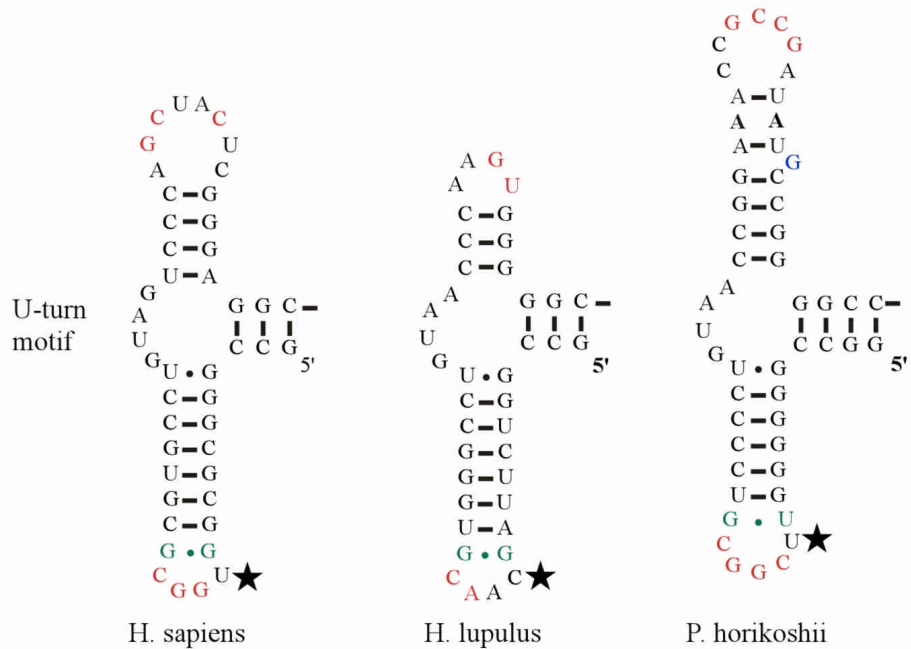 U-turn
motif
U A
C C
G U
A C
C G
C G
C G
U A
G
A
U
G
G G C
C C G
5'
U G
C G
C G
G C
U G
G C
C G
G G
C U
G G
H. sapiens
A G
A U
C G
C G
C G
A
A
U
G
G G C
C C G
5'
U G
C G
C U
G C
G U
G U
U A
G G
C C
A A
H. lupulus
C C
G G
C A
C
A U
A A
A U
G
G C
G C
C G
C G
A
A
U
G
G G C C
C C G G
5'
U G
C G
C G
C G
C G
U G
G U
C U
G G C
P. horikoshii